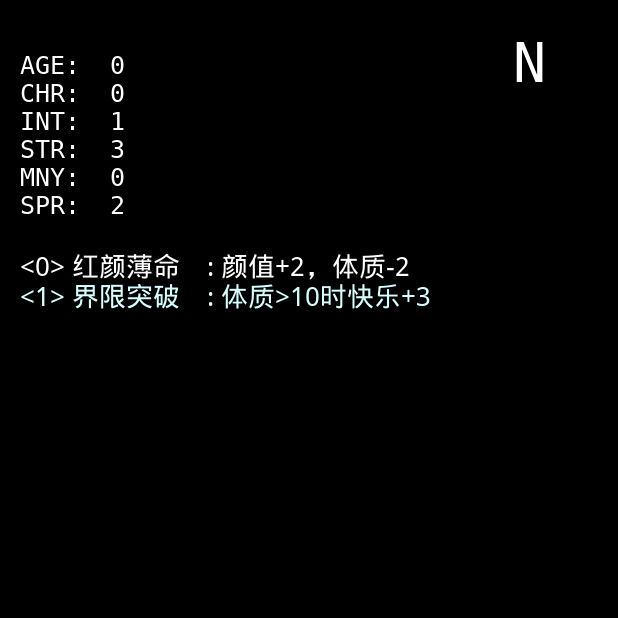 N
AGE: 0
CHR: 0
INT: 1
STR: 3
MNY: 0
SPR: 2
<0> 红颜薄命 : 颜值+2，体质-2
<1> 界限突破 : 体质>10时快乐+3